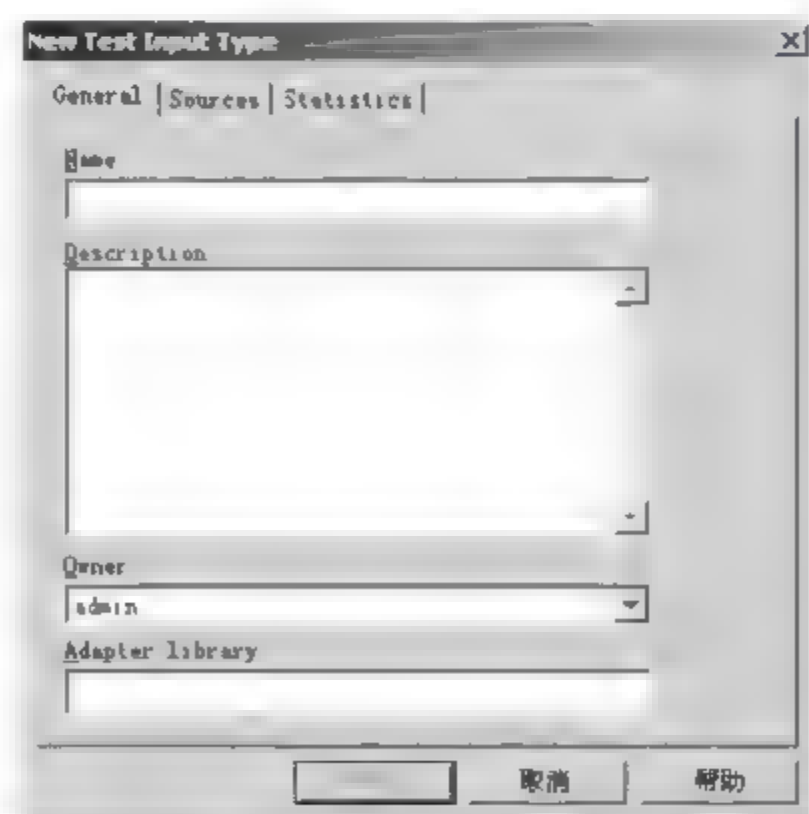 New Test Input Type
General Sources Statistics
Name
Description
Owner
admin
Adapter library
取消 帮助